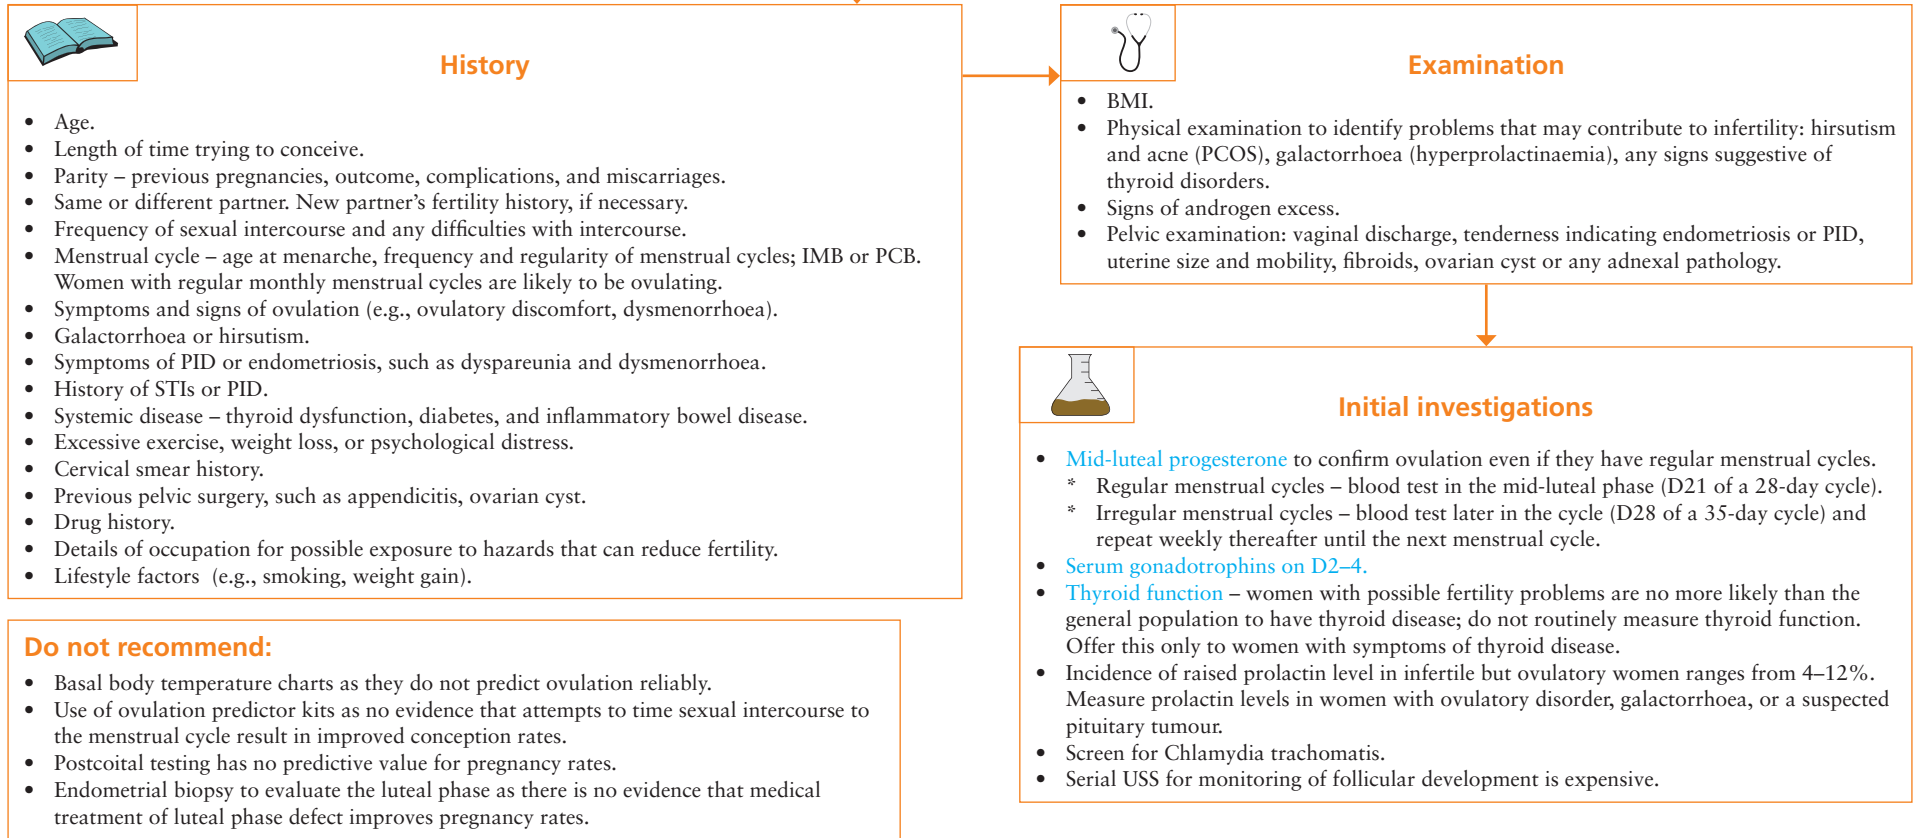 History
• Age.
• Length of time trying to conceive.
• Parity – previous pregnancies, outcome, complications, and miscarriages.
• Same or different partner. New partner’s fertility history, if necessary.
• Frequency of sexual intercourse and any difficulties with intercourse.
• Menstrual cycle – age at menarche, frequency and regularity of menstrual cycles; IMB or PCB.
Women with regular monthly menstrual cycles are likely to be ovulating.
• Symptoms and signs of ovulation (e.g., ovulatory discomfort, dysmenorrhoea).
• Galactorrhoea or hirsutism.
• Symptoms of PID or endometriosis, such as dyspareunia and dysmenorrhoea.
• History of STIs or PID.
• Systemic disease – thyroid dysfunction, diabetes, and inflammatory bowel disease.
• Excessive exercise, weight loss, or psychological distress.
• Cervical smear history.
• Previous pelvic surgery, such as appendicitis, ovarian cyst.
• Drug history.
• Details of occupation for possible exposure to hazards that can reduce fertility.
• Lifestyle factors (e.g., smoking, weight gain).
Do not recommend:
• Basal body temperature charts as they do not predict ovulation reliably.
• Use of ovulation predictor kits as no evidence that attempts to time sexual intercourse to
the menstrual cycle result in improved conception rates.
• Postcoital testing has no predictive value for pregnancy rates.
• Endometrial biopsy to evaluate the luteal phase as there is no evidence that medical
treatment of luteal phase defect improves pregnancy rates.
Examination
• BMI.
• Physical examination to identify problems that may contribute to infertility: hirsutism
and acne (PCOS), galactorrhoea (hyperprolactinaemia), any signs suggestive of
thyroid disorders.
• Signs of androgen excess.
• Pelvic examination: vaginal discharge, tenderness indicating endometriosis or PID,
uterine size and mobility, fibroids, ovarian cyst or any adnexal pathology.
Initial investigations
• Mid-luteal progesterone to confirm ovulation even if they have regular menstrual cycles.
* Regular menstrual cycles – blood test in the mid-luteal phase (D21 of a 28-day cycle).
* Irregular menstrual cycles – blood test later in the cycle (D28 of a 35-day cycle) and
repeat weekly thereafter until the next menstrual cycle.
• Serum gonadotrophins on D2–4.
• Thyroid function – women with possible fertility problems are no more likely than the
general population to have thyroid disease; do not routinely measure thyroid function.
Offer this only to women with symptoms of thyroid disease.
• Incidence of raised prolactin level in infertile but ovulatory women ranges from 4–12%.
Measure prolactin levels in women with ovulatory disorder, galactorrhoea, or a suspected
pituitary tumour.
• Screen for Chlamydia trachomatis.
• Serial USS for monitoring of follicular development is expensive.